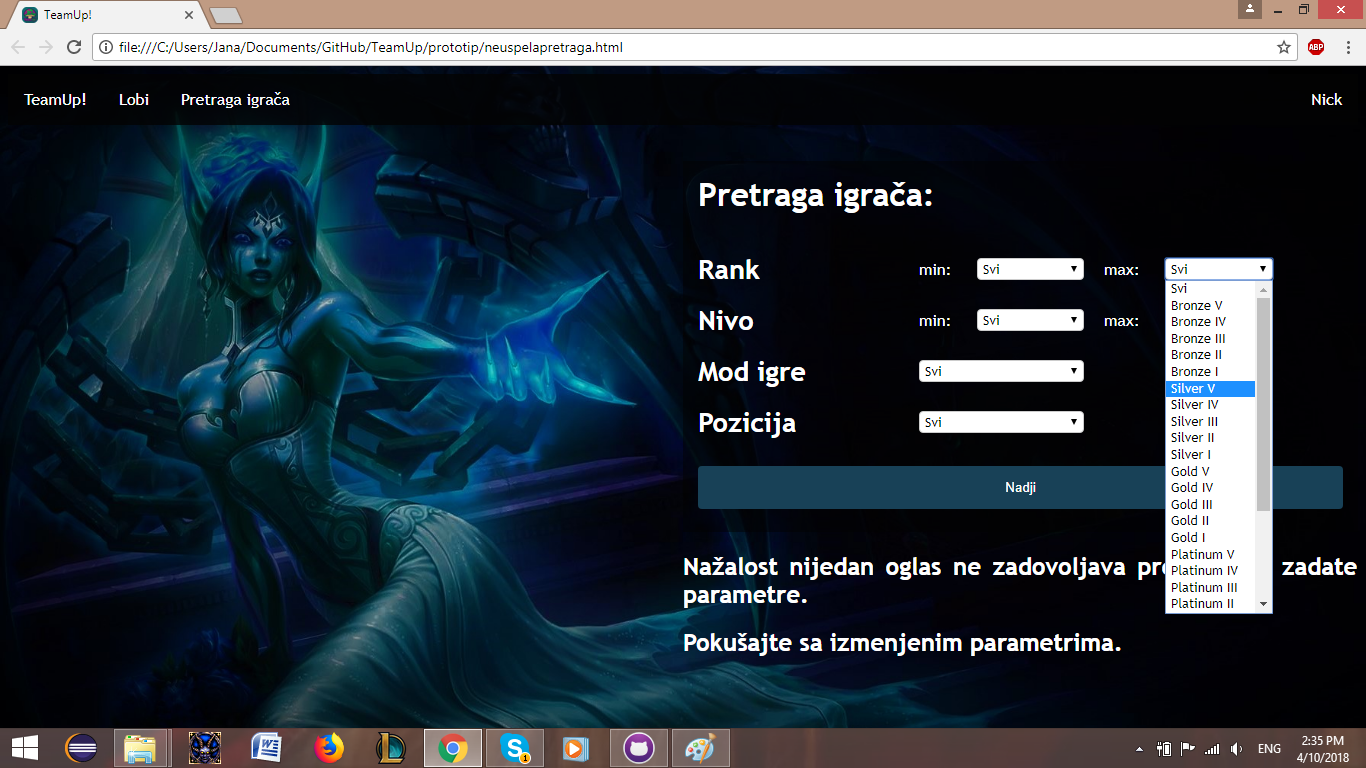 TeamUp!
file:///C:/Users/Jana/Documents/GitHub/TeamUp/prototip/neuspelapretraga.html
ABP
TeamUp! Lobi Pretraga igrača Nick
Pretraga igrača:
Rank min: Svi max: Svi
Svi
Bronze V
Bronze IV
Bronze III
Bronze II
Bronze I
Silver V
Silver IV
Silver III
Silver II
Silver I
Gold V
Gold IV
Gold III
Gold II
Gold I
Platinum V
Platinum IV
Platinum III
Platinum II
Nivo min: Svi max:
Mod igre Svi
Pozicija Svi
Nadji
Nažalost nijedan oglas ne zadovoljava zadate
parametre.
Pokušajte sa izmenjenim parametrima.
ENG
2:35 PM
4/10/2018